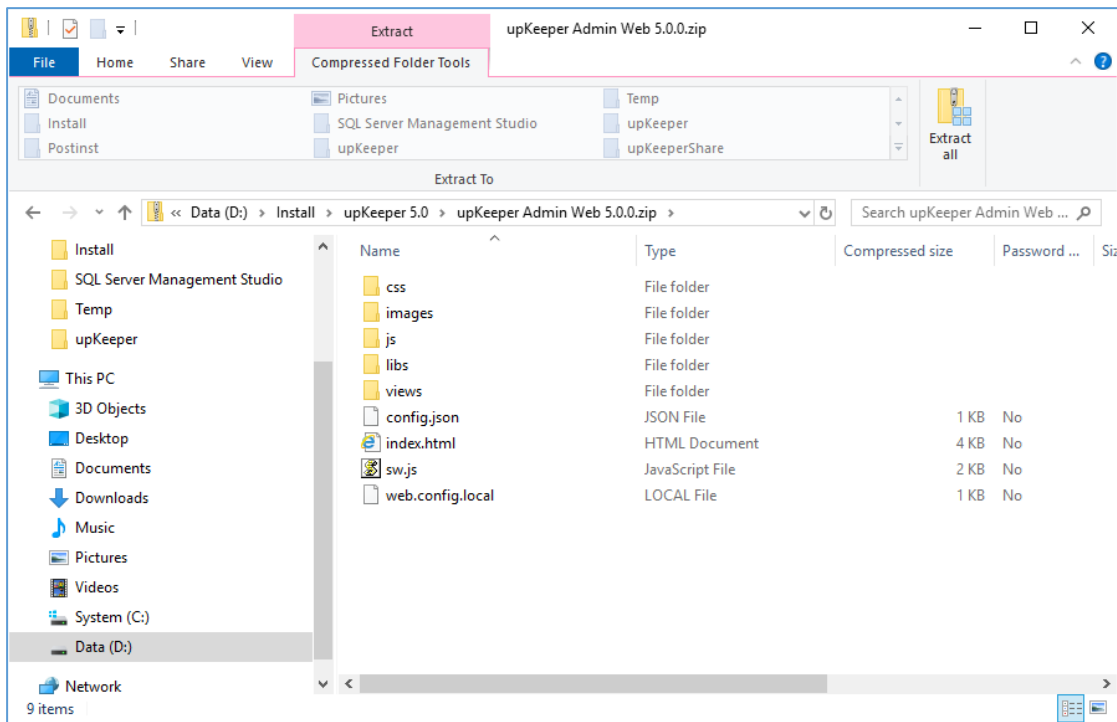 Extract upKeeper Admin Web 5.0.0.zip
File Home Share View Compressed Folder Tools
Documents Pictures Temp
Install SQL Server Management Studio upKeeper
Postinst upKeeper upKeeperShare
Extract all
Extract To
« Data (D:) > Install > upKeeper 5.0 > upKeeper Admin Web 5.0.0.zip > Search upKeeper Admin Web ...
Install
SQL Server Management Studio
Temp
upKeeper
This PC
3D Objects
Desktop
Documents
Downloads
Music
Pictures
Videos
System (C:)
Data (D:)
Network
Name Type Compressed size Password ... Siz
css File folder
images File folder
js File folder
libs File folder
views File folder
config.json JSON File 1 KB No
index.html HTML Document 4 KB No
sw.js JavaScript File 2 KB No
web.config.local LOCAL File 1 KB No
9 items